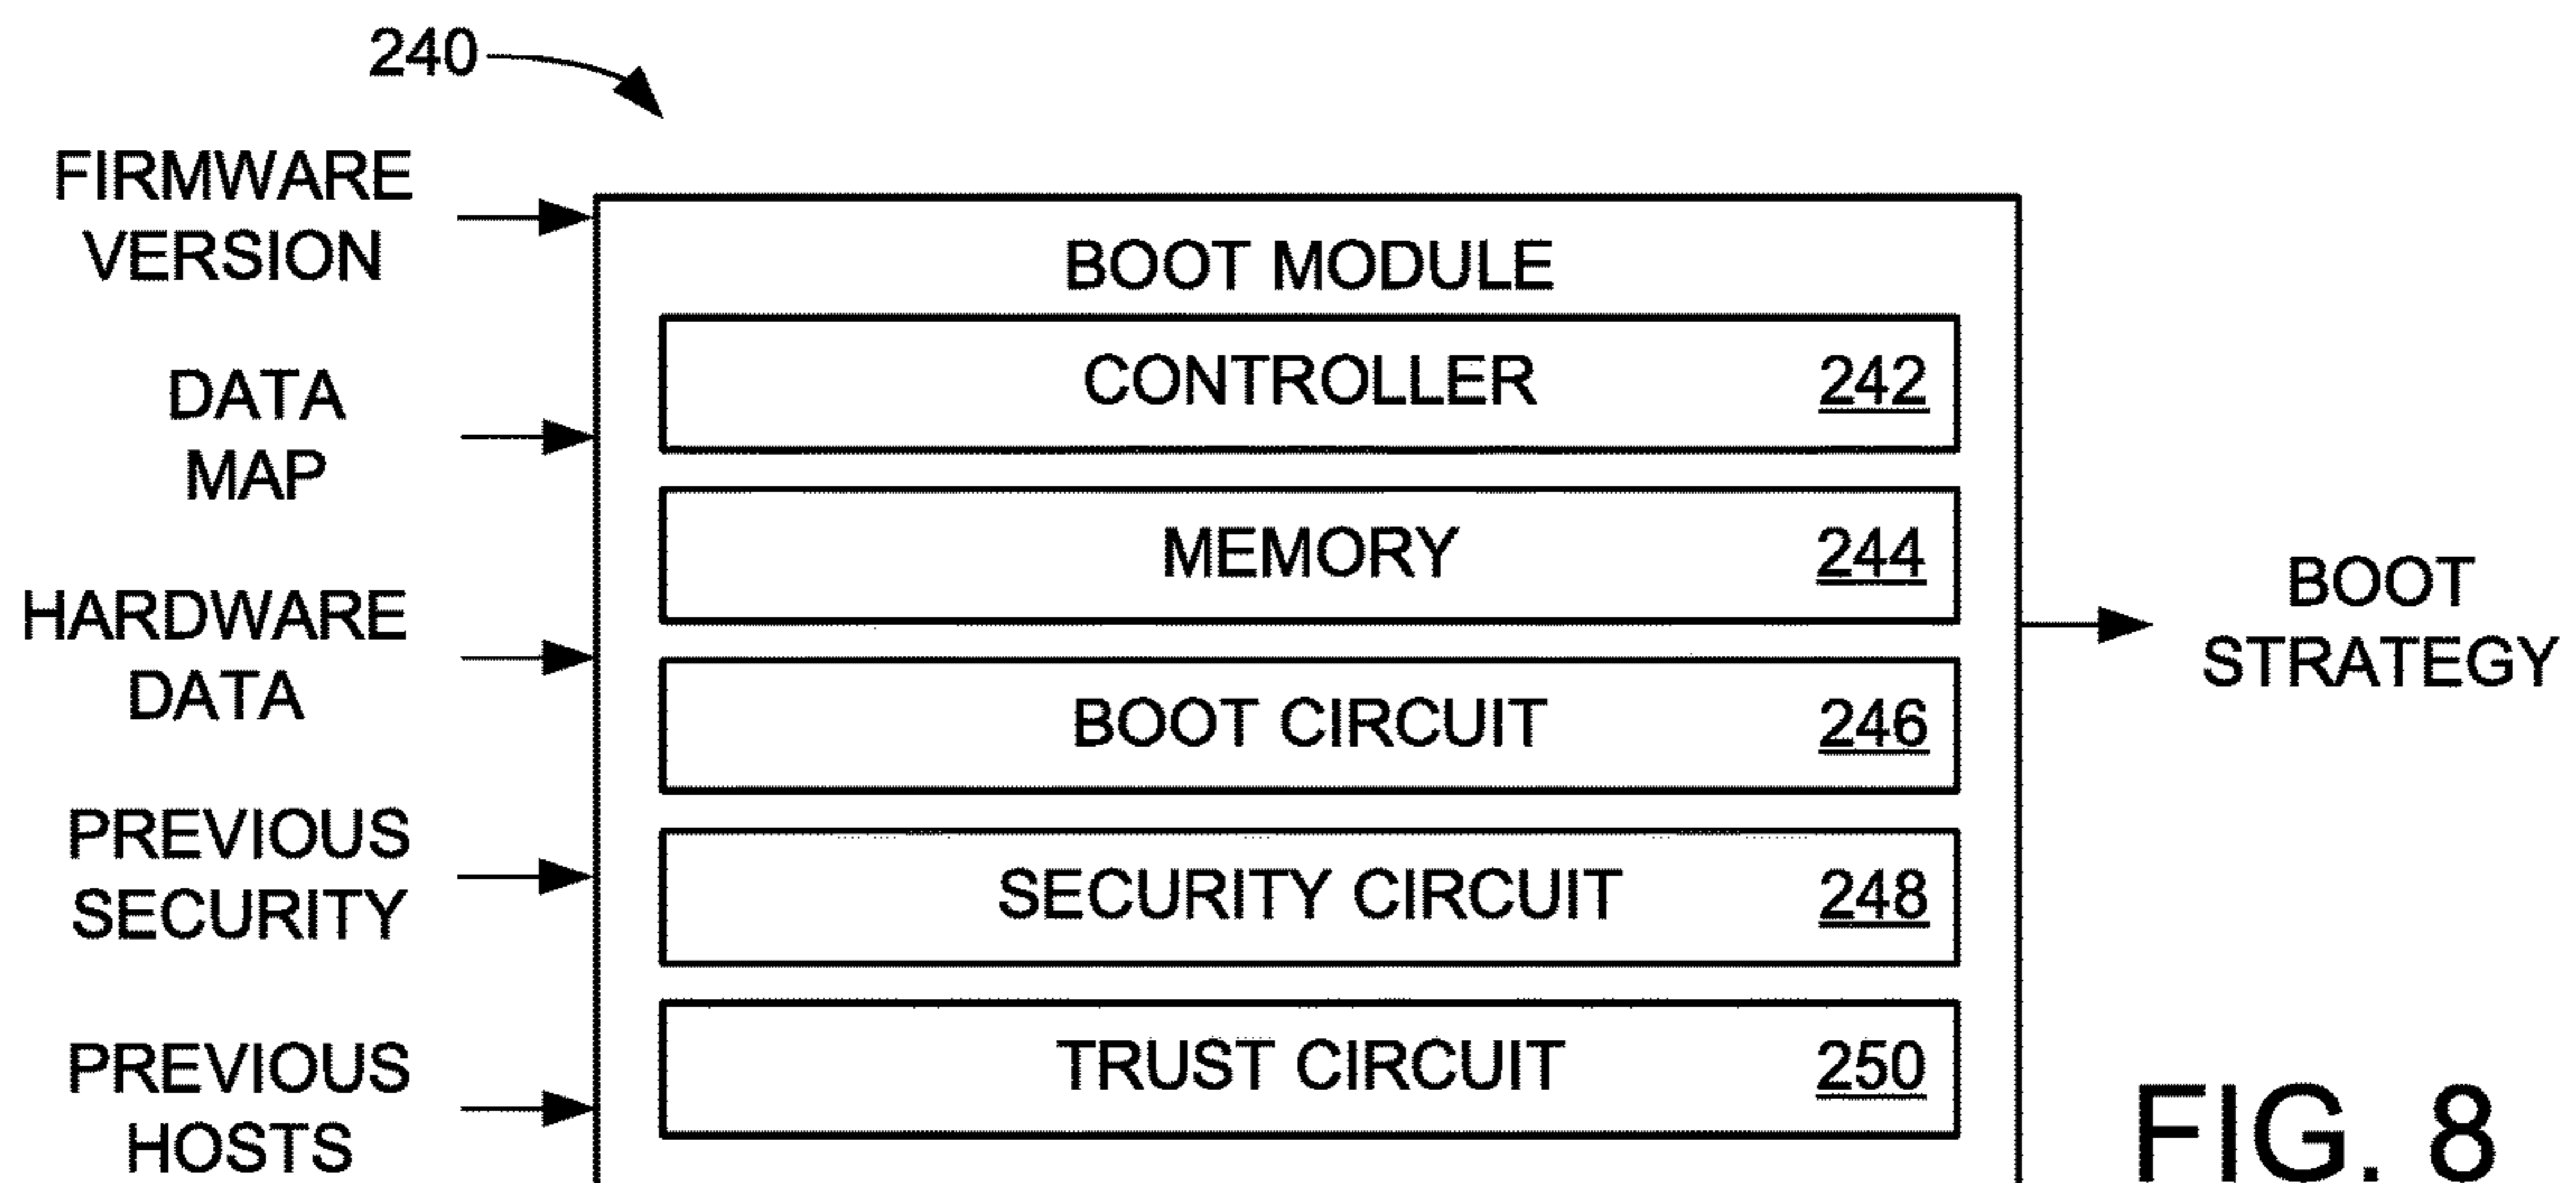 240
FIRMWARE
VERSION
DATA
MAP
HARDWARE
DATA
PREVIOUS
SECURITY
PREVIOUS
HOSTS
BOOT MODULE
CONTROLLER 242
MEMORY 244
BOOT CIRCUIT 246
SECURITY CIRCUIT 248
TRUST CIRCUIT 250
BOOT
STRATEGY
FIG. 8